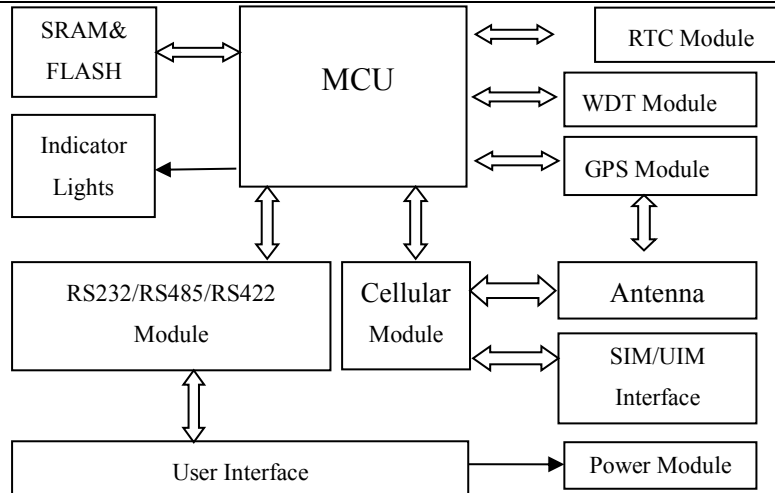 SRAM&
FLASH
MCU
RTC Module
WDT Module
Indicator
Lights
GPS Module
RS232/RS485/RS422
Module
Cellular
Module
Antenna
SIM/UIM
Interface
User Interface
Power Module